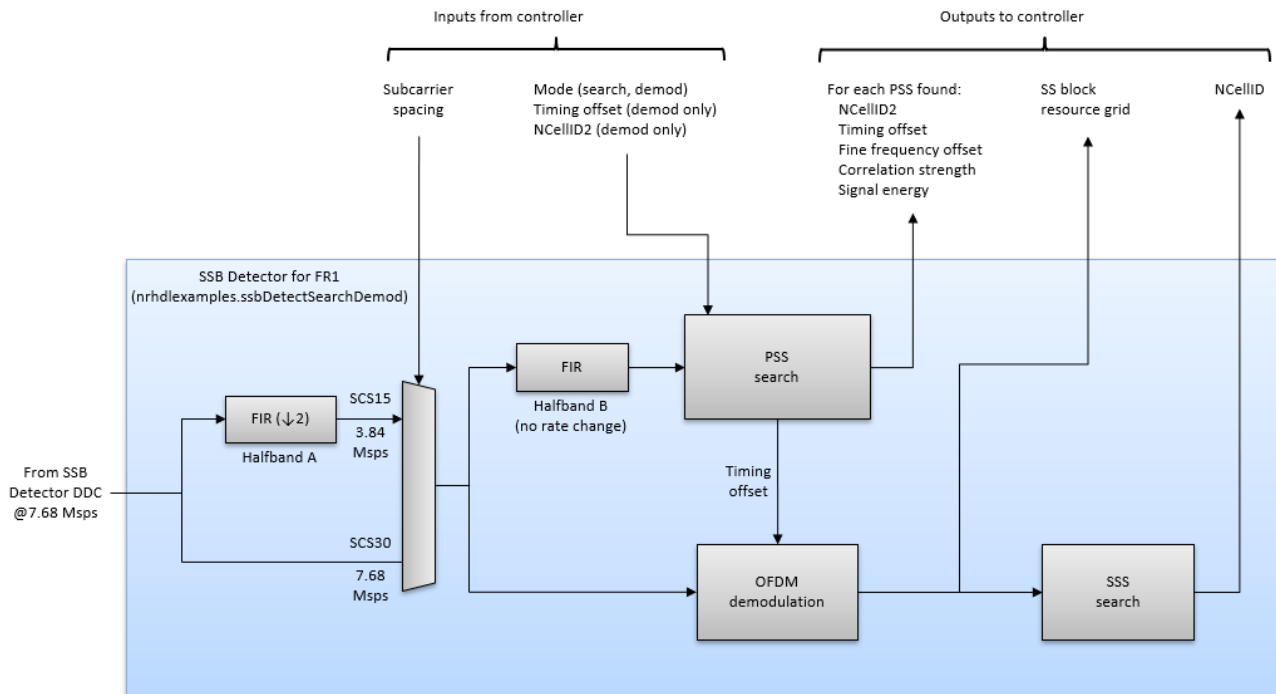 Inputs from controller
Outputs to controller
Subcarrier
spacing
Mode (search, demod)
Timing offset (demod only)
NCellID2 (demod only)
For each PSS found:
NCellID2
Timing offset
Fine frequency offset
Correlation strength
Signal energy
SS block
resource grid
NCellID
SSB Detector for FR1
(nrhdlexamples.ssbDetectSearchDemod)
PSS
search
FIR
Halfband B
(no rate change)
SCS15
FIR (↓2)
3.84
Msps
Halfband A
From SSB
Detector DDC
@7.68 Msps
Timing
offset
SCS30
7.68
Msps
OFDM
demodulation
SSS
search